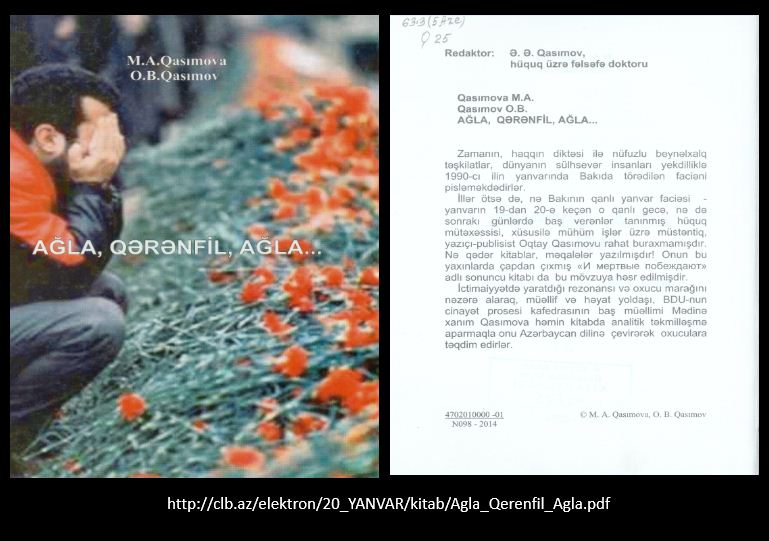 M.A.Qasımova
O.B.Qasımov
AĞLA, QƏRƏNFİL, AĞLA...
63.3(5Aze)
Q 25
Redaktor: Ə. Ə. Qasımov,
hüquq üzrə fəlsəfə doktoru
Qasımova M.A.
Qasımov O.B.
AĞLA, QƏRƏNFİL, AĞLA...
Zamanın, haqqın diktəsi ilə nüfuzlu beynəlxalq
təşkilatlar, dünyanın sülhsevər insanları yekdilliklə
1990-cı ilin yanvarında Bakıda törədilən faciəni
pisləməkdədirlər.
İllər ötsə də, nə Bakının qanlı yanvar faciəsi -
yanvarın 19-dan 20-ə keçən o qanlı gecə, nə də
sonrakı günlərdə baş verənlər tanınmış hüquq
mütəxəssisi, xüsusilə mühüm işlər üzrə müstəntiq,
yazıçı-publisist Oqtay Qasımovu rahat buraxmamışdır.
Nə qədər kitablar, məqalələr yazılmışdır! Onun bu
yaxınlarda çapdan çıxmış «И мертвые побеждают»
adlı sonuncu kitabı da bu mövzuya həsr edilmişdir.
İctimaiyyətdə yaratdığı rezonansı və oxucu marağını
nəzərə alaraq, müəllif və həyat yoldaşı, BDU-nun
cinayət prosesi kafedrasının baş müəllimi Mədinə
xanım Qasımova həmin kitabda analitik təkmilləşmə
aparmaqla onu Azərbaycan dilinə çevirərək oxuculara
təqdim edirlər.
4702010000 -01
N098 - 2014
© M. A. Qasımova, O. B. Qasımov
http://clb.az/elektron/20_YANVAR/kitab/Agla_Qerenfil_Agla.pdf